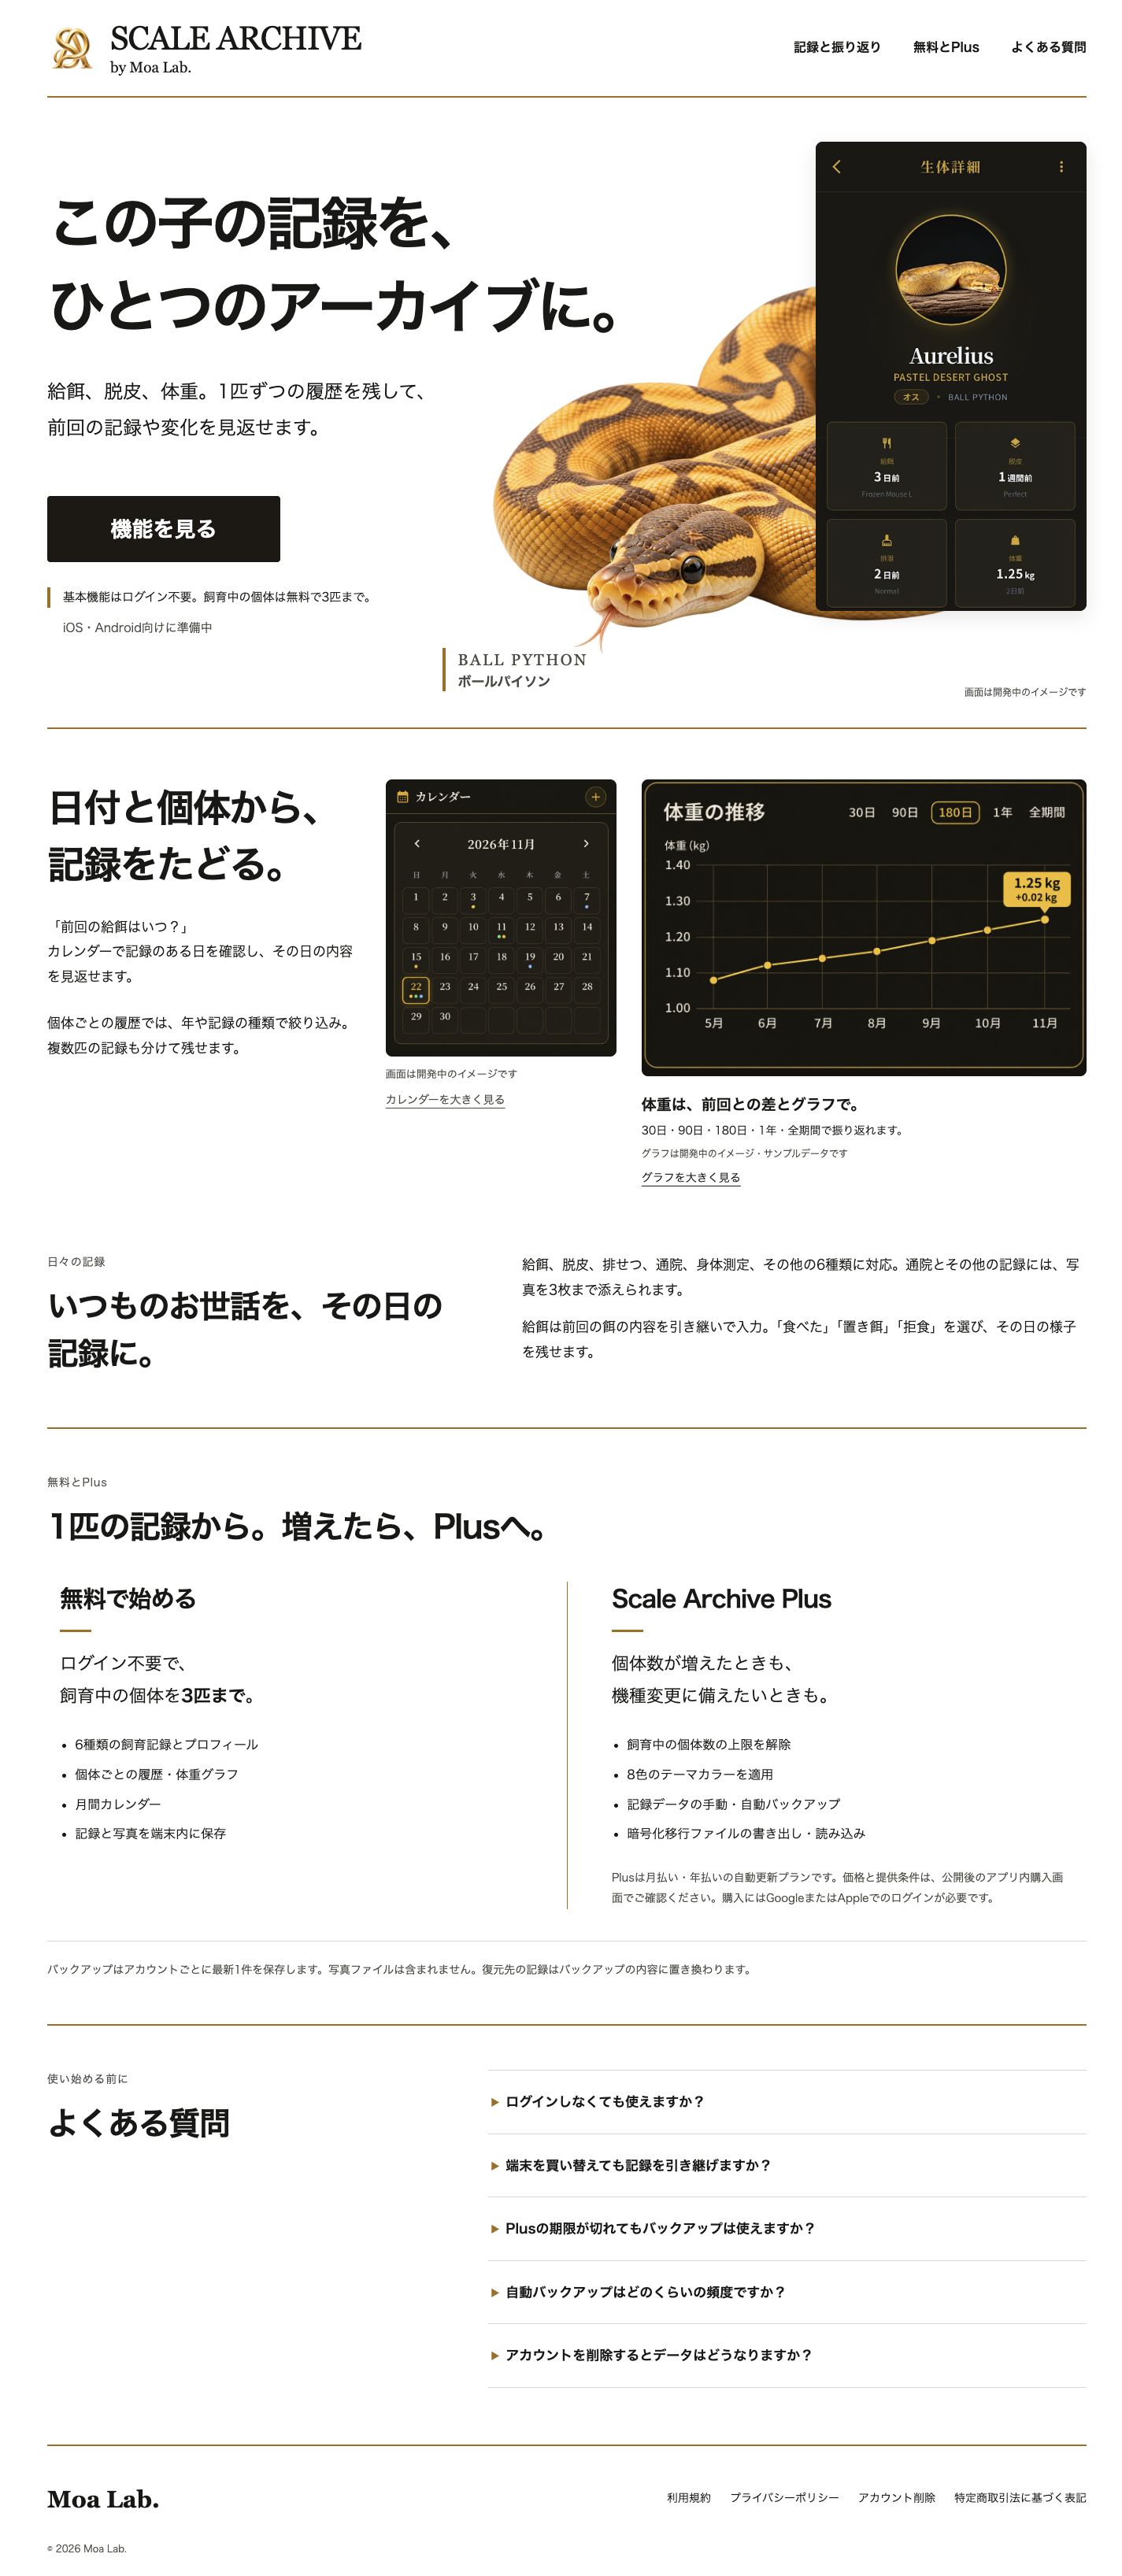 SCALE ARCHIVE
by Moa Lab.
記録と振り返り
無料とPlus
よくある質問
この子の記録を、
ひとつのアーカイブに。
給餌、脱皮、体重。1匹ずつの履歴を残して、
前回の記録や変化を見返せます。
機能を見る
基本機能はログイン不要。飼育中の個体は無料で3匹まで。
iOS・Android向けに準備中
BALL PYTHON
ボールパイソン
生体詳細
Aurelius
PASTEL DESERT GHOST
オス • BALL PYTHON
給餌
3日前
Frozen Mouse L
脱皮
1週間前
Perfect
排泄
2日前
Normal
体重
1.25kg
2日前
画面は開発中のイメージです
日付と個体から、
記録をたどる。
「前回の給餌はいつ？」
カレンダーで記録のある日を確認し、その日の内容
を見返せます。
個体ごとの履歴では、年や記録の種類で絞り込み。
複数匹の記録も分けて残せます。
カレンダー
2026年11月
日 月 火 水 木 金 土
1 2 3 4 5 6 7
8 9 10 11 12 13 14
15 16 17 18 19 20 21
22 23 24 25 26 27 28
29 30
画面は開発中のイメージです
カレンダーを大きく見る
体重の推移
30日 90日 180日 1年 全期間
体重 (kg)
1.40
1.30
1.20
1.10
1.00
1.25 kg
+0.02 kg
5月 6月 7月 8月 9月 10月 11月
体重は、前回との差とグラフで。
30日・90日・180日・1年・全期間で振り返れます。
グラフは開発中のイメージ・サンプルデータです
グラフを大きく見る
日々の記録
いつものお世話を、その日の
記録に。
給餌、脱皮、排せつ、通院、身体測定、その他の6種類に対応。通院とその他の記録には、写
真を3枚まで添えられます。
給餌は前回の餌の内容を引き継いで入力。「食べた」「置き餌」「拒食」を選び、その日の様子
を残せます。
無料とPlus
1匹の記録から。増えたら、Plusへ。
無料で始める
ログイン不要で、
飼育中の個体を3匹まで。
• 6種類の飼育記録とプロフィール
• 個体ごとの履歴・体重グラフ
• 月間カレンダー
• 記録と写真を端末内に保存
Scale Archive Plus
個体数が増えたときも、
機種変更に備えたいときも。
• 飼育中の個体数の上限を解除
• 8色のテーマカラーを適用
• 記録データの手動・自動バックアップ
• 暗号化移行ファイルの書き出し・読み込み
Plusは月払い・年払いの自動更新プランです。価格と提供条件は、公開後のアプリ内購入画
面でご確認ください。購入にはGoogleまたはAppleでのログインが必要です。
バックアップはアカウントごとに最新1件を保存します。写真ファイルは含まれません。復元先の記録はバックアップの内容に置き換わります。
使い始める前に
よくある質問
ログインしなくても使えますか？
端末を買い替えても記録を引き継げますか？
Plusの期限が切れてもバックアップは使えますか？
自動バックアップはどのくらいの頻度ですか？
アカウントを削除するとデータはどうなりますか？
Moa Lab.
利用規約
プライバシーポリシー
アカウント削除
特定商取引法に基づく表記
© 2026 Moa Lab.